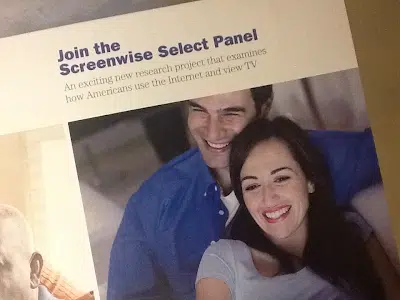 Join the
Screenwise Select Panel
An exciting new research project that examines
how Americans use the Internet and view TV